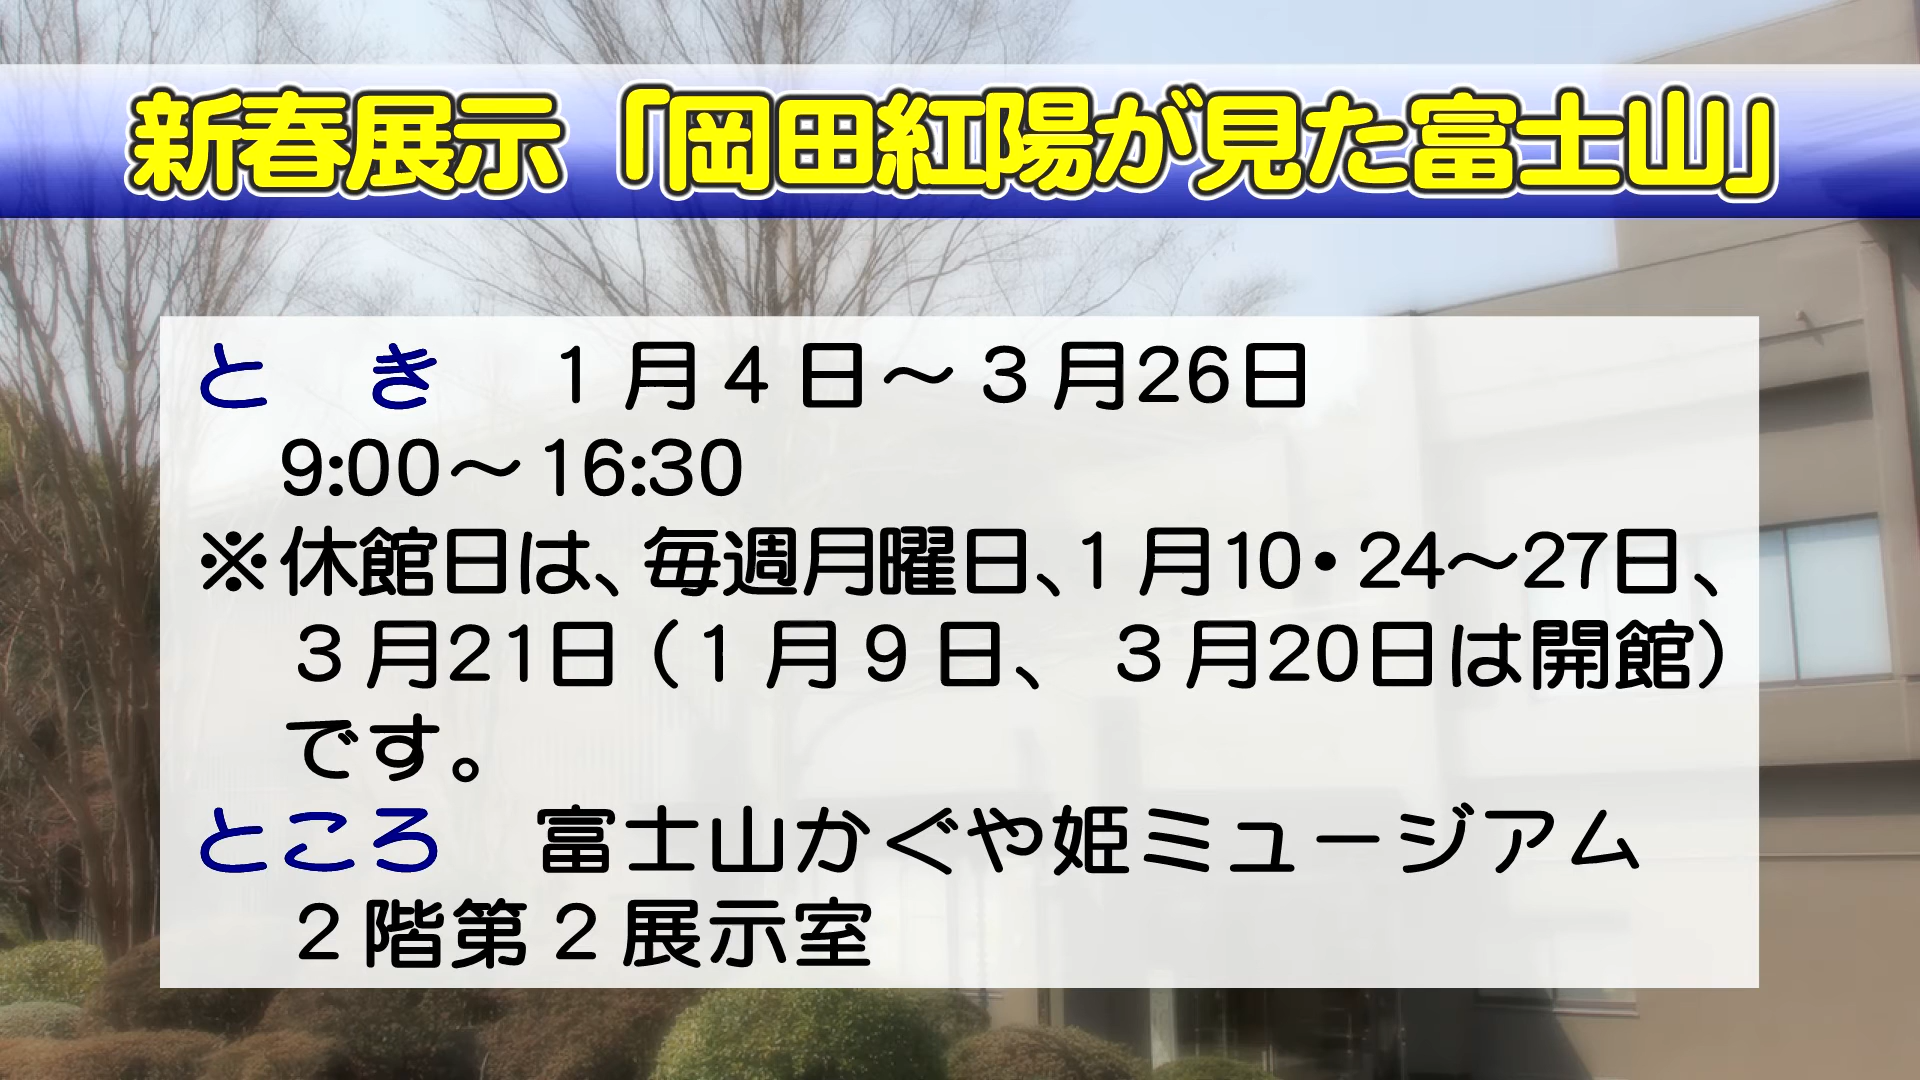 新春展示「岡田紅陽が見た富士山」
と　き　１月４日～３月26日
9:00～16:30
※休館日は、毎週月曜日、１月10・24～27日、
３月21日（１月９日、３月20日は開館）
です。
ところ　富士山かぐや姫ミュージアム
２階第２展示室